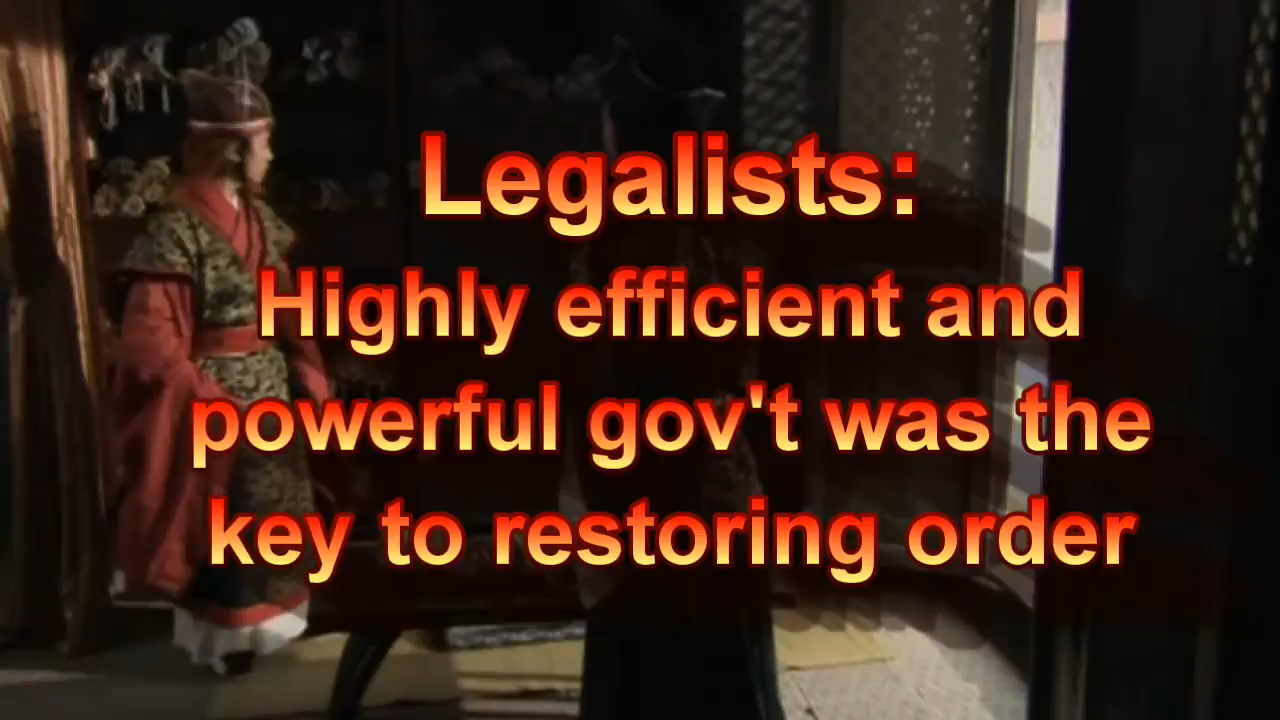 Legalists:
Highly efficient and
powerful gov't was the
key to restoring order